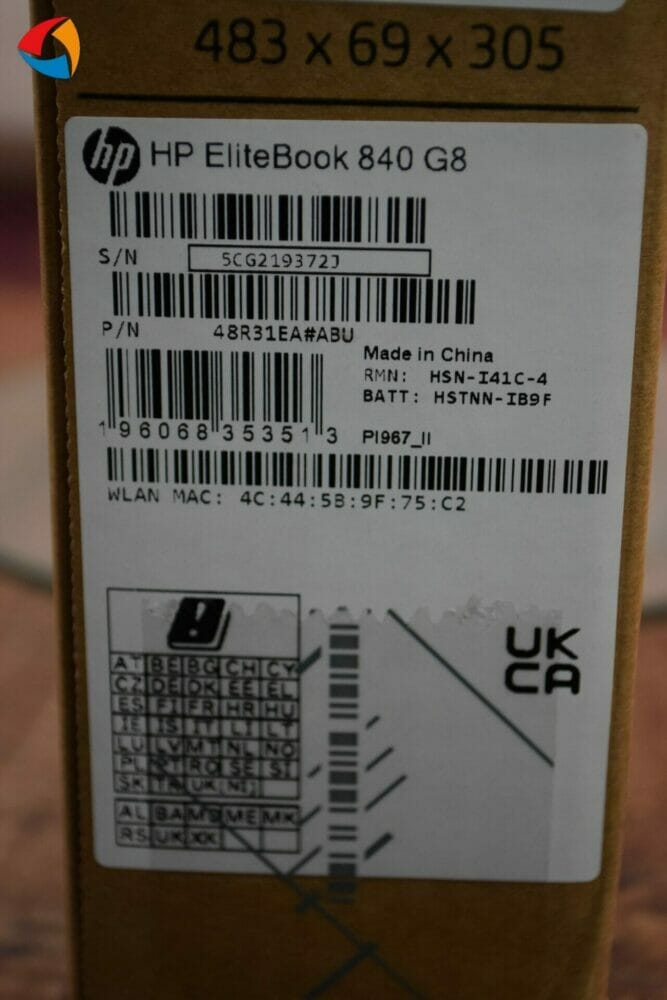 483 x 69 x 305
hp HP EliteBook 840 G8
S/N 5CG219372J
P/N 48R31EA#ABU
Made in China
RMN: HSN-I41C-4
BATT: HSTNN-IB9F
1 96068 35351 3 PI967_II
WLAN MAC: 4C:44:5B:9F:75:C2
UK
CA
AT BE BG CH CY
CZ DE DK EE EL
ES FI FR HR HU
IE IS IT LI LT
LU LV MT NL NO
PL PT RO SE SI
SK TR UK NI
AL BA MD ME MK
RS UK XK